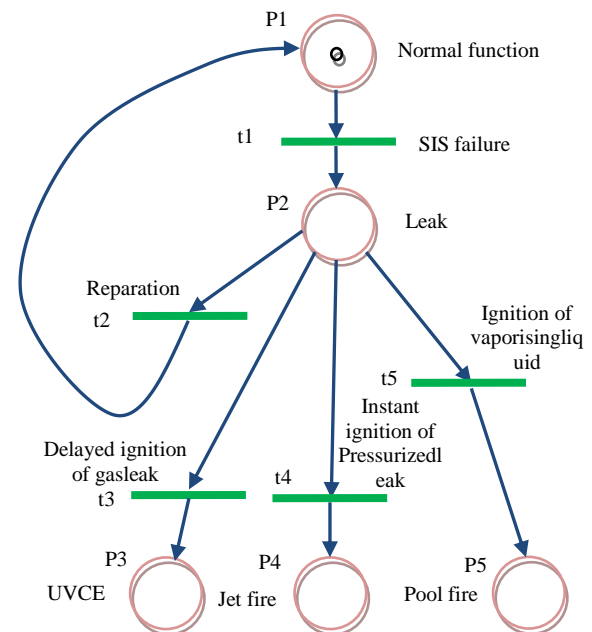 P1
Normal function
t1
SIS failure
P2
Leak
Reparation
t2
Ignition of
vaporisingliq
uid
t5
Instant
ignition of
Pressurizedl
eak
Delayed ignition
of gasleak
t3
t4
P3
UVCE
P4
Jet fire
P5
Pool fire